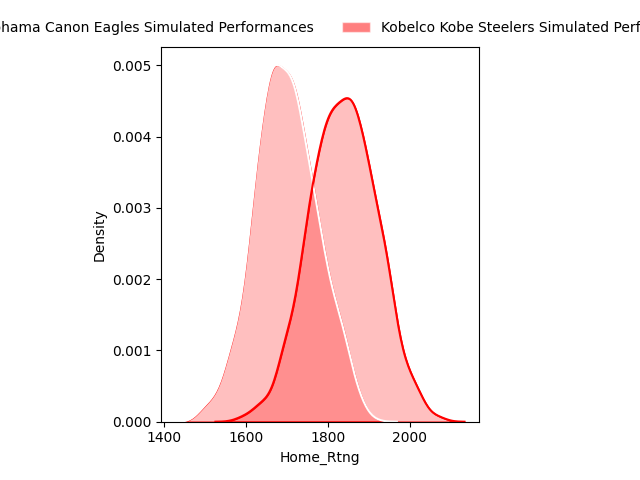 hama Canon Eagles Simulated Performances
Kobelco Kobe Steelers Simulated Perf
0.005
0.004
0.003
0.002
0.001
0.000
Density
1400 1600 1800 2000
Home_Rtng